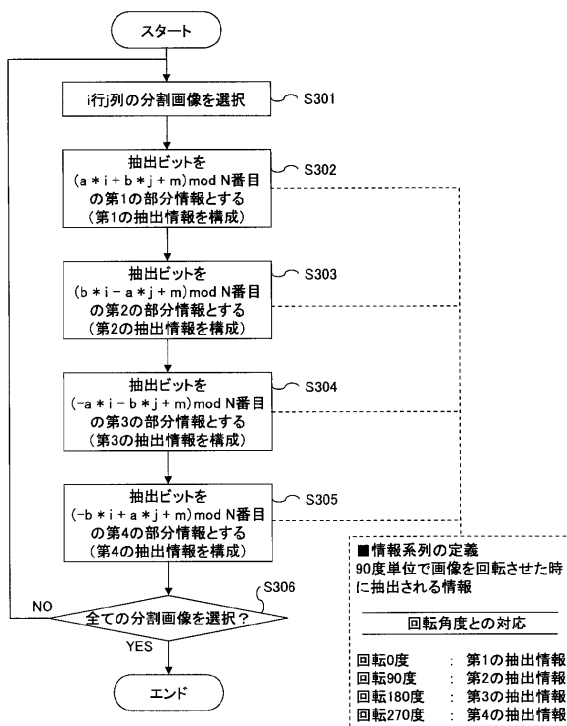 スタート
i行j列の分割画像を選択
S301
抽出ビットを
(a*i+b*j+m)mod N番目
の第1の部分情報とする
(第1の抽出情報を構成)
S302
抽出ビットを
(b*i-a*j+m)mod N番目
の第2の部分情報とする
(第2の抽出情報を構成)
S303
抽出ビットを
(-a*i-b*j+m)mod N番目
の第3の部分情報とする
(第3の抽出情報を構成)
S304
抽出ビットを
(-b*i+a*j+m)mod N番目
の第4の部分情報とする
(第4の抽出情報を構成)
S305
S306
NO
全ての分割画像を選択?
YES
エンド
■情報系列の定義
90度単位で画像を回転させた時
に抽出される情報
回転角度との対応
回転0度 : 第1の抽出情報
回転90度 : 第2の抽出情報
回転180度 : 第3の抽出情報
回転270度 : 第4の抽出情報